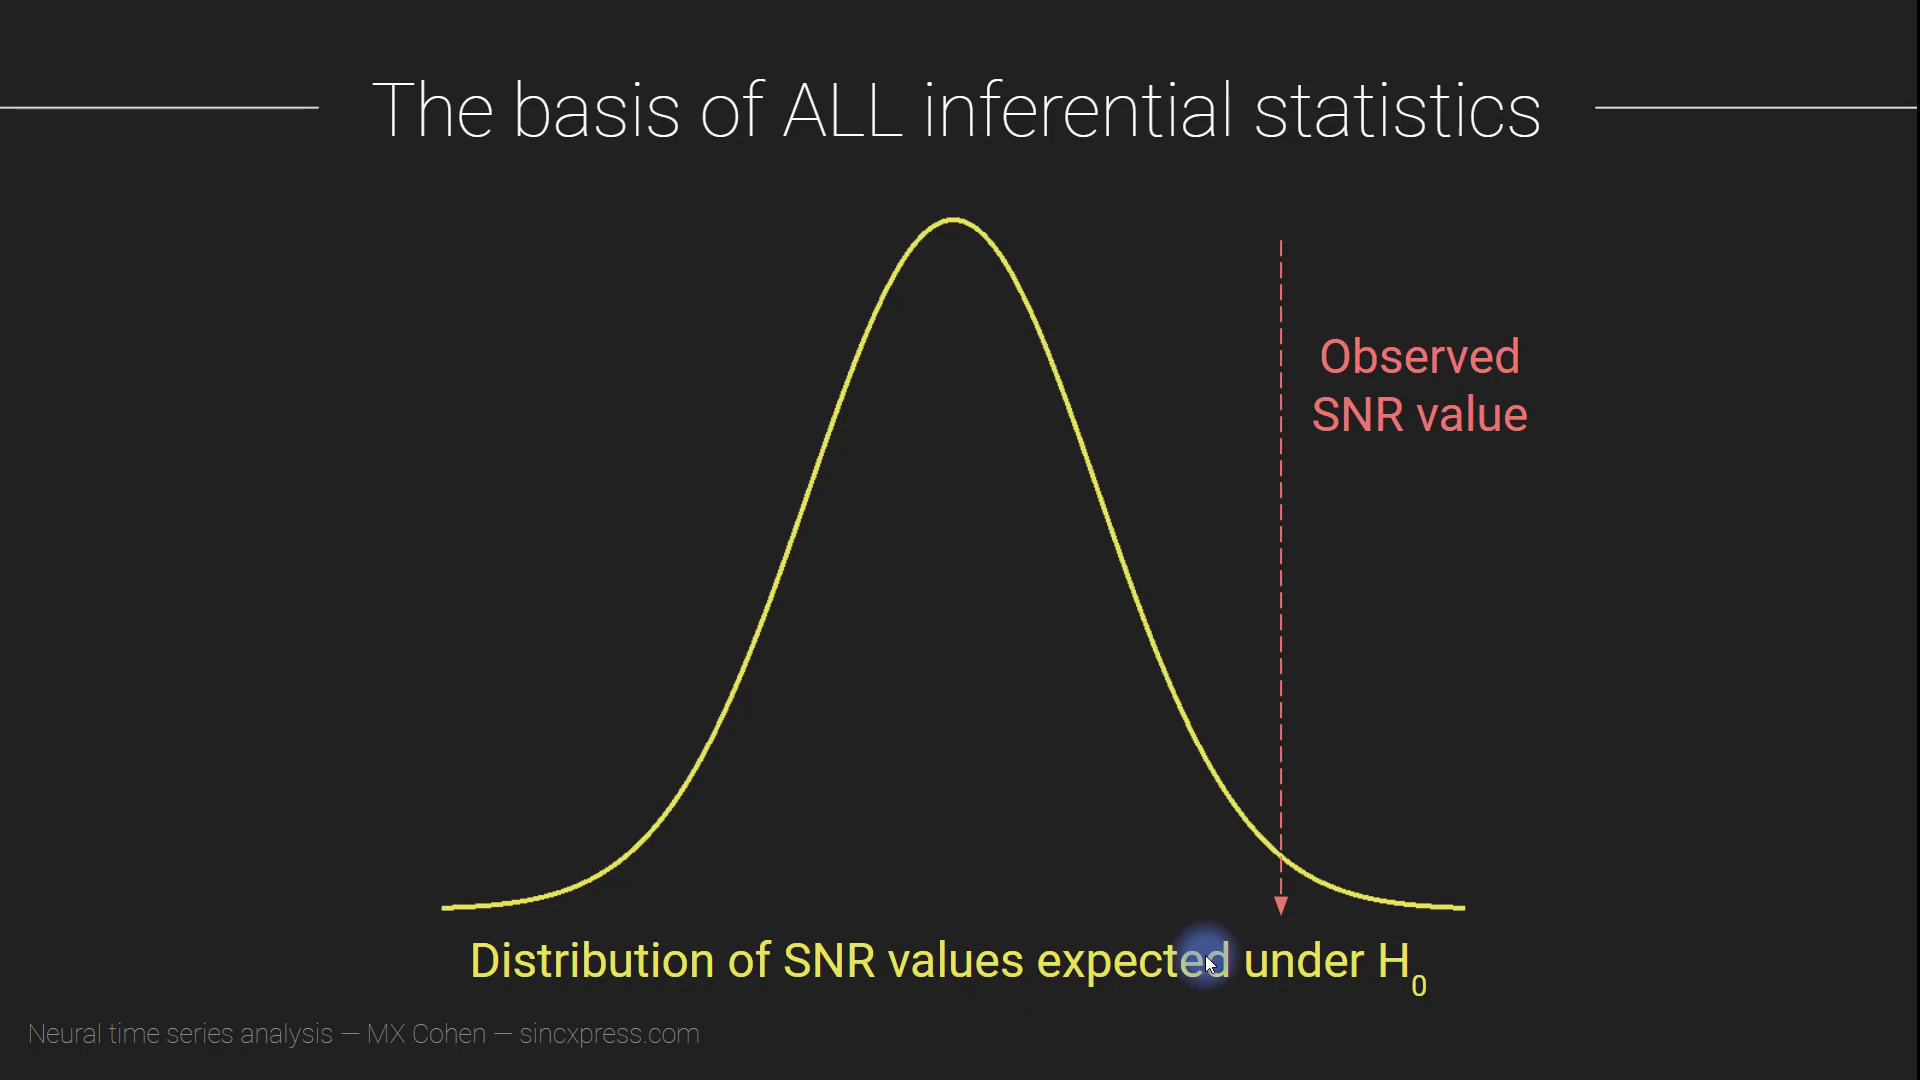 The basis of ALL inferential statistics
Observed
SNR value
Distribution of SNR values expected under H₀
Neural time series analysis — MX Cohen — sincxpress.com